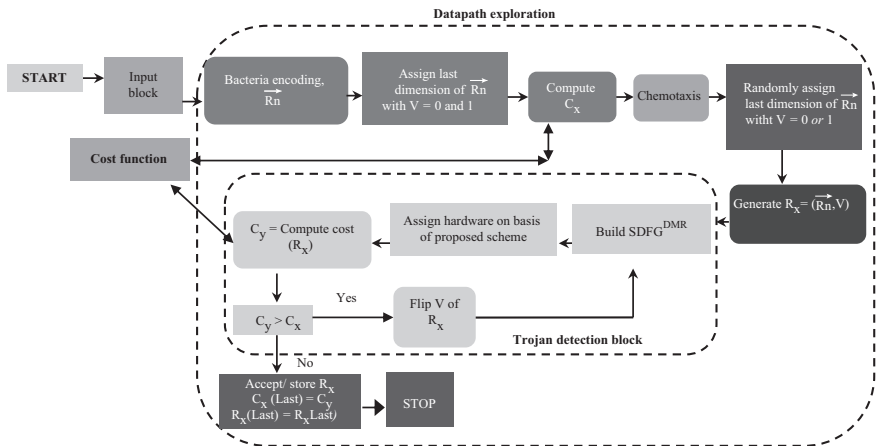 Datapath exploration
START
Input
block
Bacteria encoding,
Rn
Assign last
dimension of Rn
with V = 0 and 1
Compute
Cx
Chemotaxis
Randomly assign
last dimension of Rn
witht V = 0 or 1
Cost function
Generate Rx= (Rn,V)
Build SDFG^DMR
Assign hardware on basis
of proposed scheme
Cy = Compute cost
(Rx)
Cy > Cx
Yes
Flip V of
Rx
Trojan detection block
No
Accept/ store Rx
Cx (Last) = Cy
Rx(Last) = RxLast)
STOP